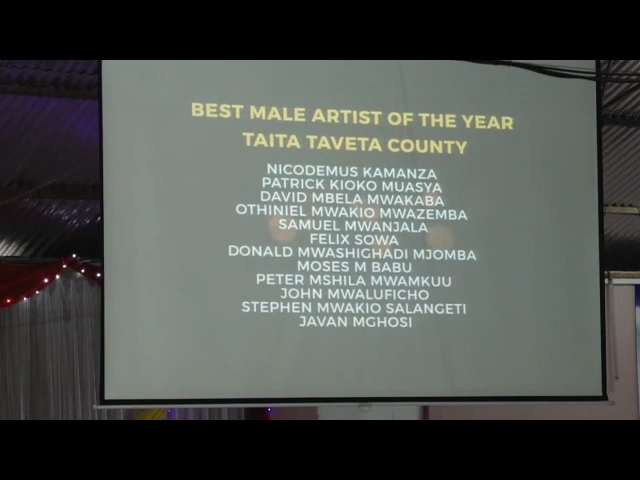 BEST MALE ARTIST OF THE YEAR
TAITA TAVETA COUNTY
NICODEMUS KAMANZA
PATRICK KIOKO MUASYA
DAVID MBELA MWAKABA
OTHINIEL MWAKIO MWAZEMBA
SAMUEL MWANJALA
FELIX SOWA
DONALD MWASHIGHADI MJOMBA
MOSES M BABU
PETER MSHILA MWAMKUU
JOHN MWALUFICHO
STEPHEN MWAKIO SALANGETI
JAVAN MGHOSI